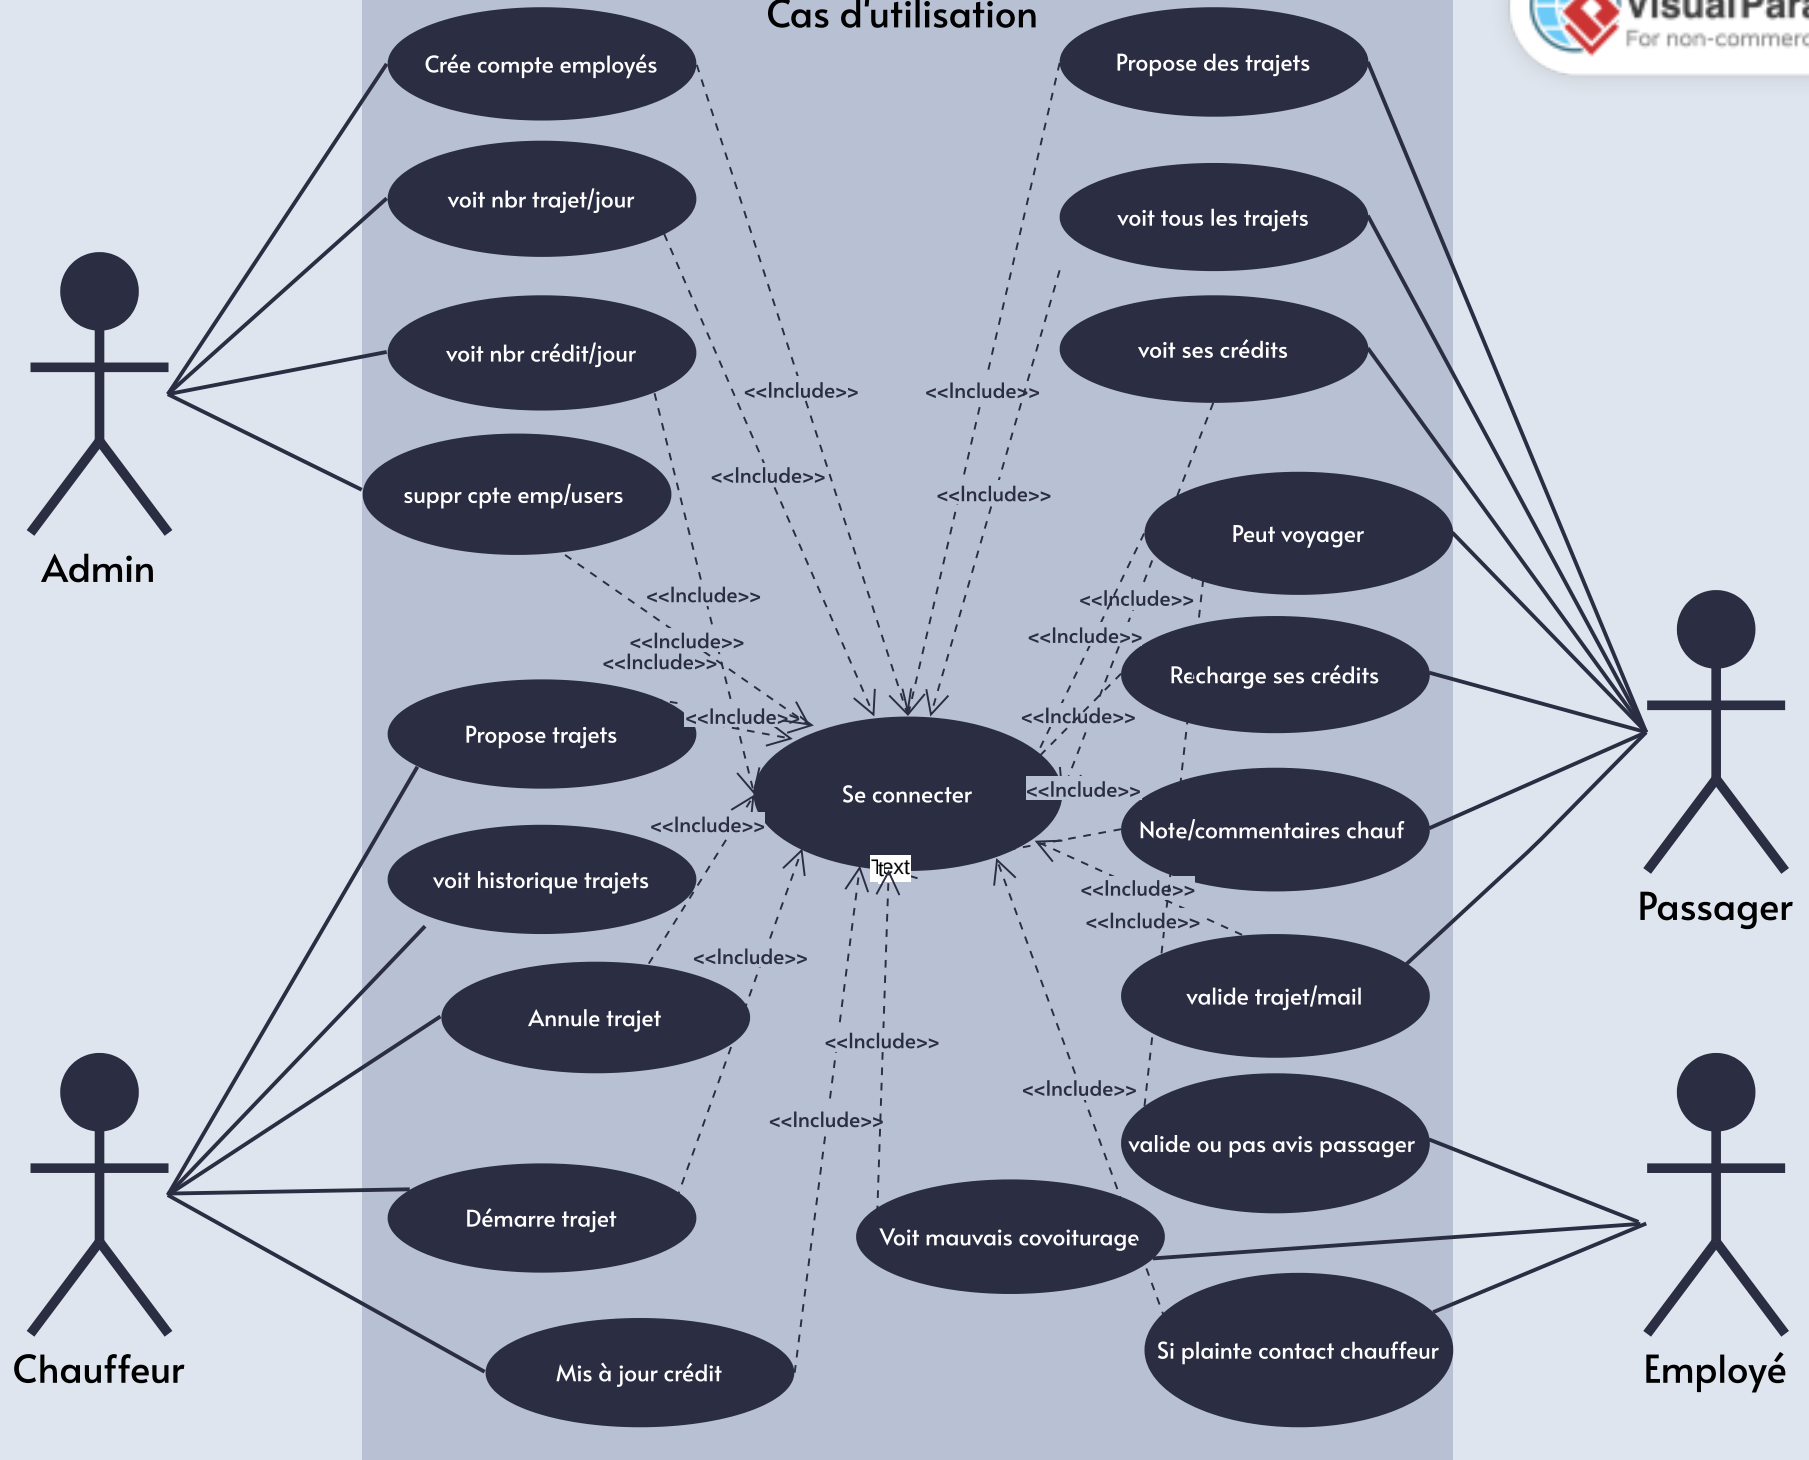 Cas d'utilisation
VisualPara
For non-commerc
Crée compte employés
Propose des trajets
voit nbr trajet/jour
voit tous les trajets
voit nbr crédit/jour
voit ses crédits
<<Include>>
<<Include>>
<<Include>>
<<Include>>
suppr cpte emp/users
Peut voyager
Admin
<<Include>>
<<Include>>
<<Include>>
<<Include>>
<<Include>>
Recharge ses crédits
<<Include>>
<<Include>>
Propose trajets
Se connecter
<<Include>>
<<Include>>
Note/commentaires chauf
Text
voit historique trajets
<<Include>>
Passager
<<Include>>
<<Include>>
valide trajet/mail
Annule trajet
<<Include>>
<<Include>>
<<Include>>
valide ou pas avis passager
Démarre trajet
Voit mauvais covoiturage
Si plainte contact chauffeur
Chauffeur
Mis à jour crédit
Employé